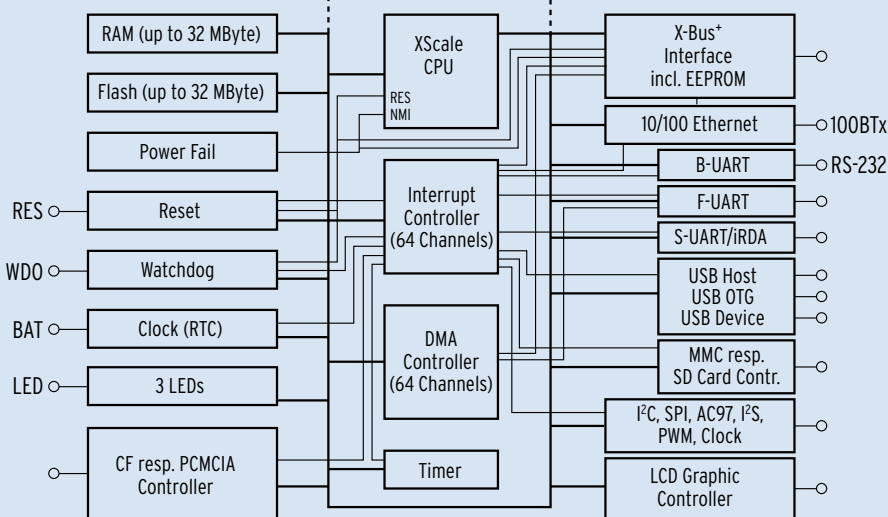 RAM (up to 32 MByte)
Flash (up to 32 MByte)
Power Fail
RES
Reset
WDO
Watchdog
BAT
Clock (RTC)
LED
3 LEDs
CF resp. PCMCIA
Controller
XScale
CPU
RES
NMI
Interrupt
Controller
(64 Channels)
DMA
Controller
(64 Channels)
Timer
X-Bus⁺
Interface
incl. EEPROM
10/100 Ethernet
100BTx
B-UART
RS-232
F-UART
S-UART/iRDA
USB Host
USB OTG
USB Device
MMC resp.
SD Card Contr.
I²C, SPI, AC97, I²S,
PWM, Clock
LCD Graphic
Controller